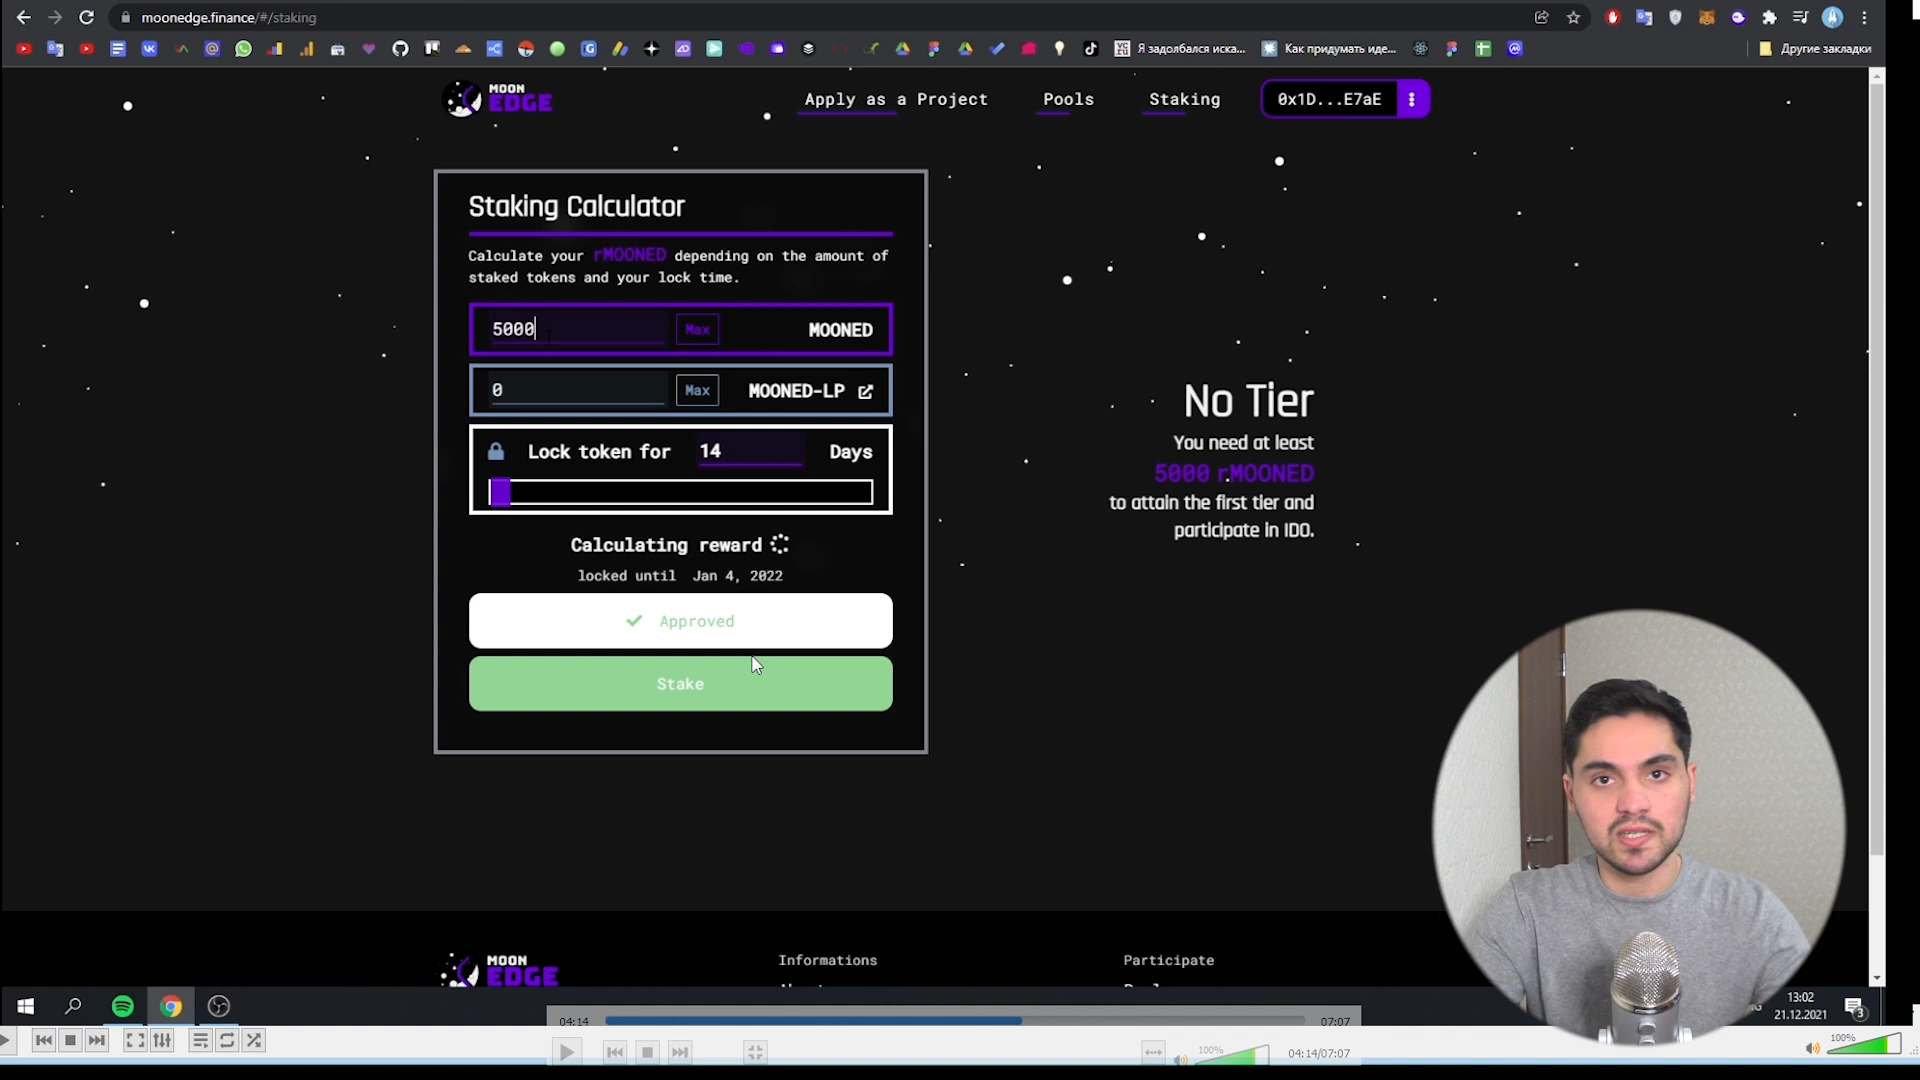 moonedge.finance/#/staking
Я задолбался иска...
Как придумать иде...
Другие закладки
MOON
EDGE
Apply as a Project
Pools
Staking
0x1D...E7aE
Staking Calculator
Calculate your rMOONED depending on the amount of
staked tokens and your lock time.
5000
Max
MOONED
0
Max
MOONED-LP
Lock token for 14 Days
Calculating reward
locked until Jan 4, 2022
Approved
Stake
No Tier
You need at least
5000 rMOONED
to attain the first tier and
participate in IDO.
MOON
EDGE
Informations
Participate
13:02
21.12.2021
3
04:14
07:07
100%
04:14/07:07
100%